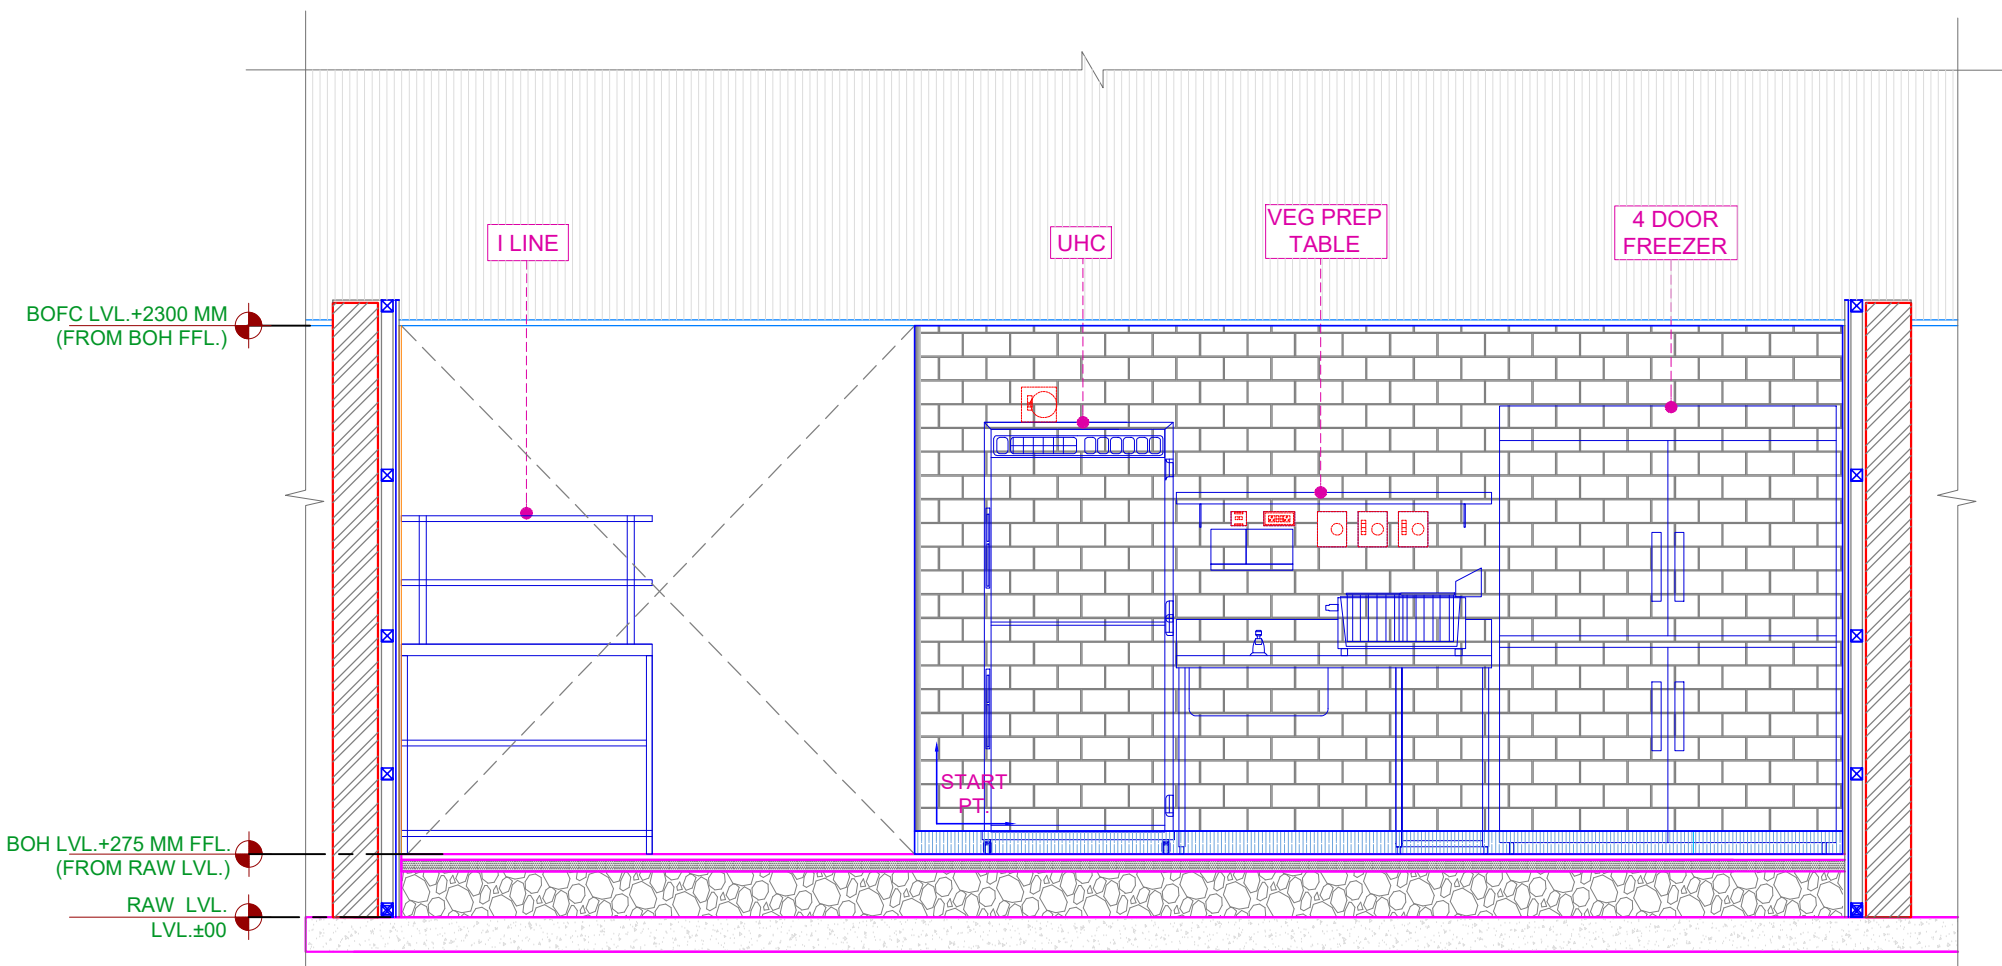 I LINE
UHC
VEG PREP
TABLE
4 DOOR
FREEZER
BOFC LVL.+2300 MM
(FROM BOH FFL.)
START
PT.
BOH LVL.+275 MM FFL.
(FROM RAW LVL.)
RAW LVL.
LVL.±00